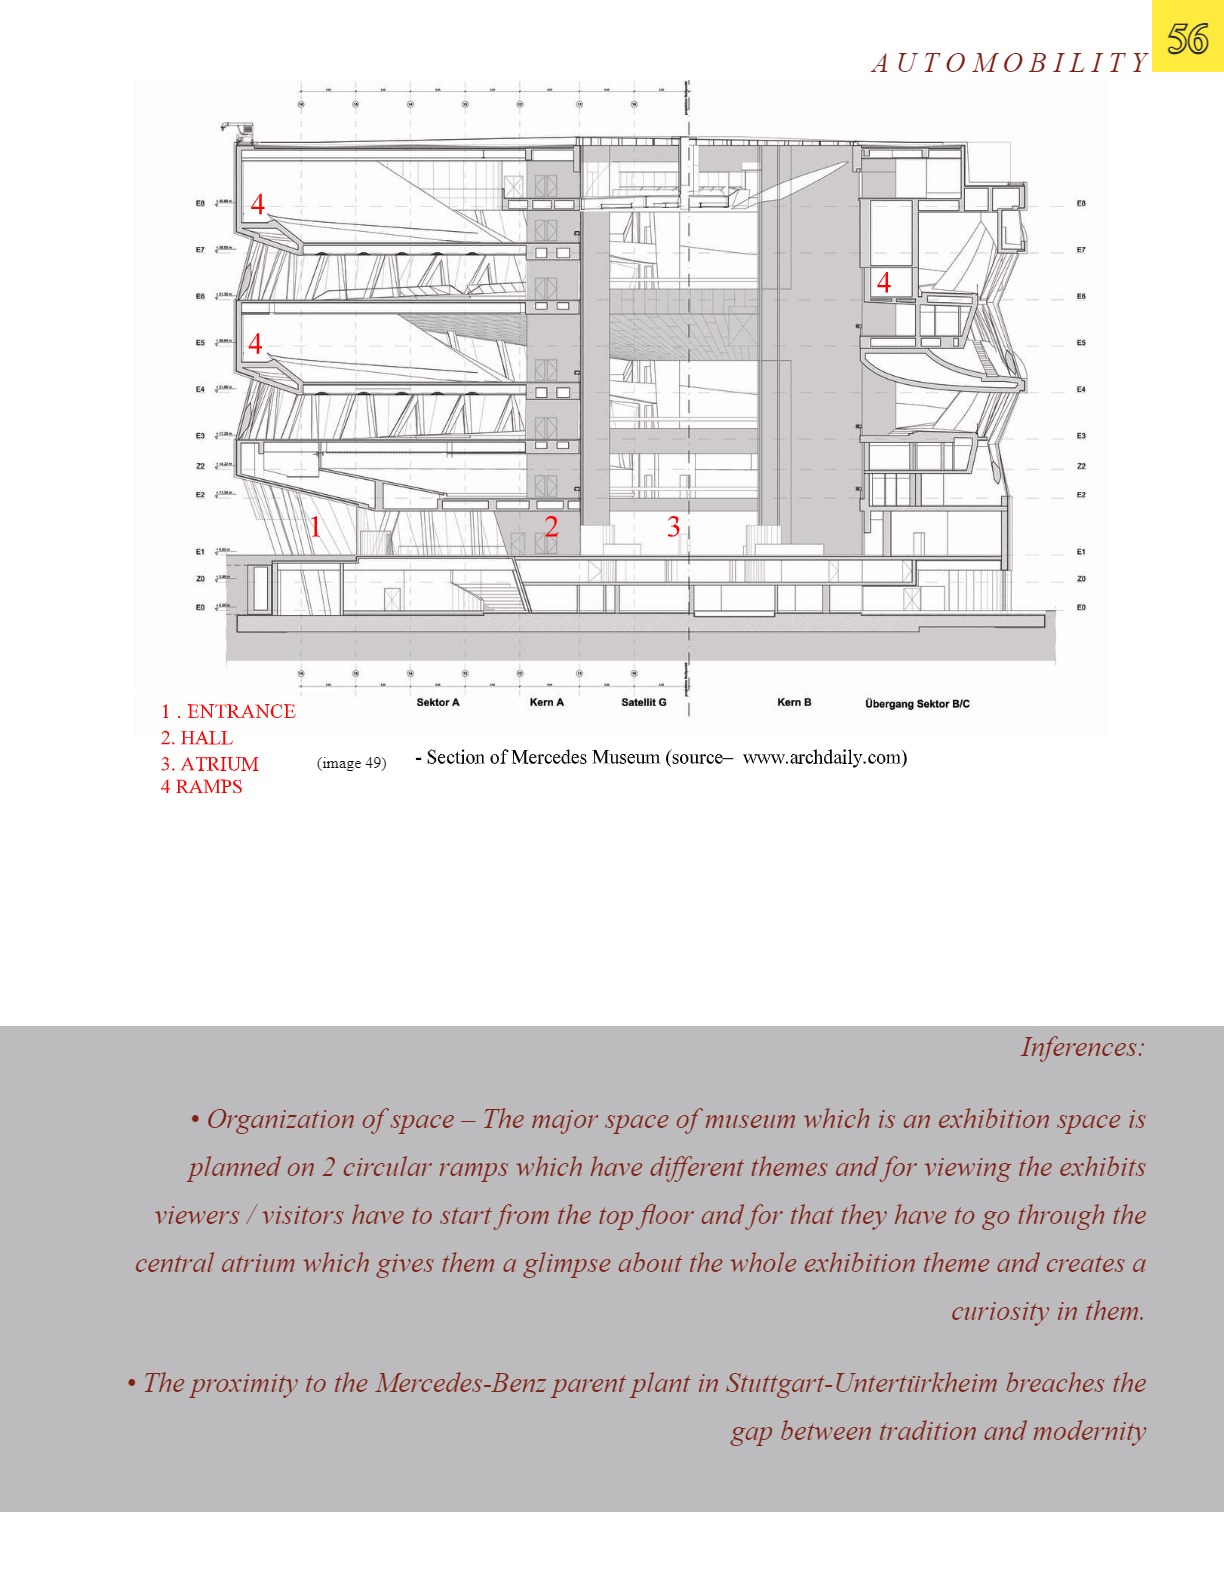 56
AUTOMOBILITY
E8 E8
E7 E7
E6 E6
E5 E5
E4 E4
E3 E3
Z2 Z2
E2 E2
E1 E1
Z0 Z0
E0 E0
4
4
4
1 2 3
Sektor A Kern A Satellit G Kern B Übergang Sektor B/C
1 . ENTRANCE
2. HALL
3. ATRIUM
4 RAMPS
(image 49) - Section of Mercedes Museum (source– www.archdaily.com)
Inferences:
• Organization of space – The major space of museum which is an exhibition space is
planned on 2 circular ramps which have different themes and for viewing the exhibits
viewers / visitors have to start from the top floor and for that they have to go through the
central atrium which gives them a glimpse about the whole exhibition theme and creates a
curiosity in them.
• The proximity to the Mercedes-Benz parent plant in Stuttgart-Untertürkheim breaches the
gap between tradition and modernity